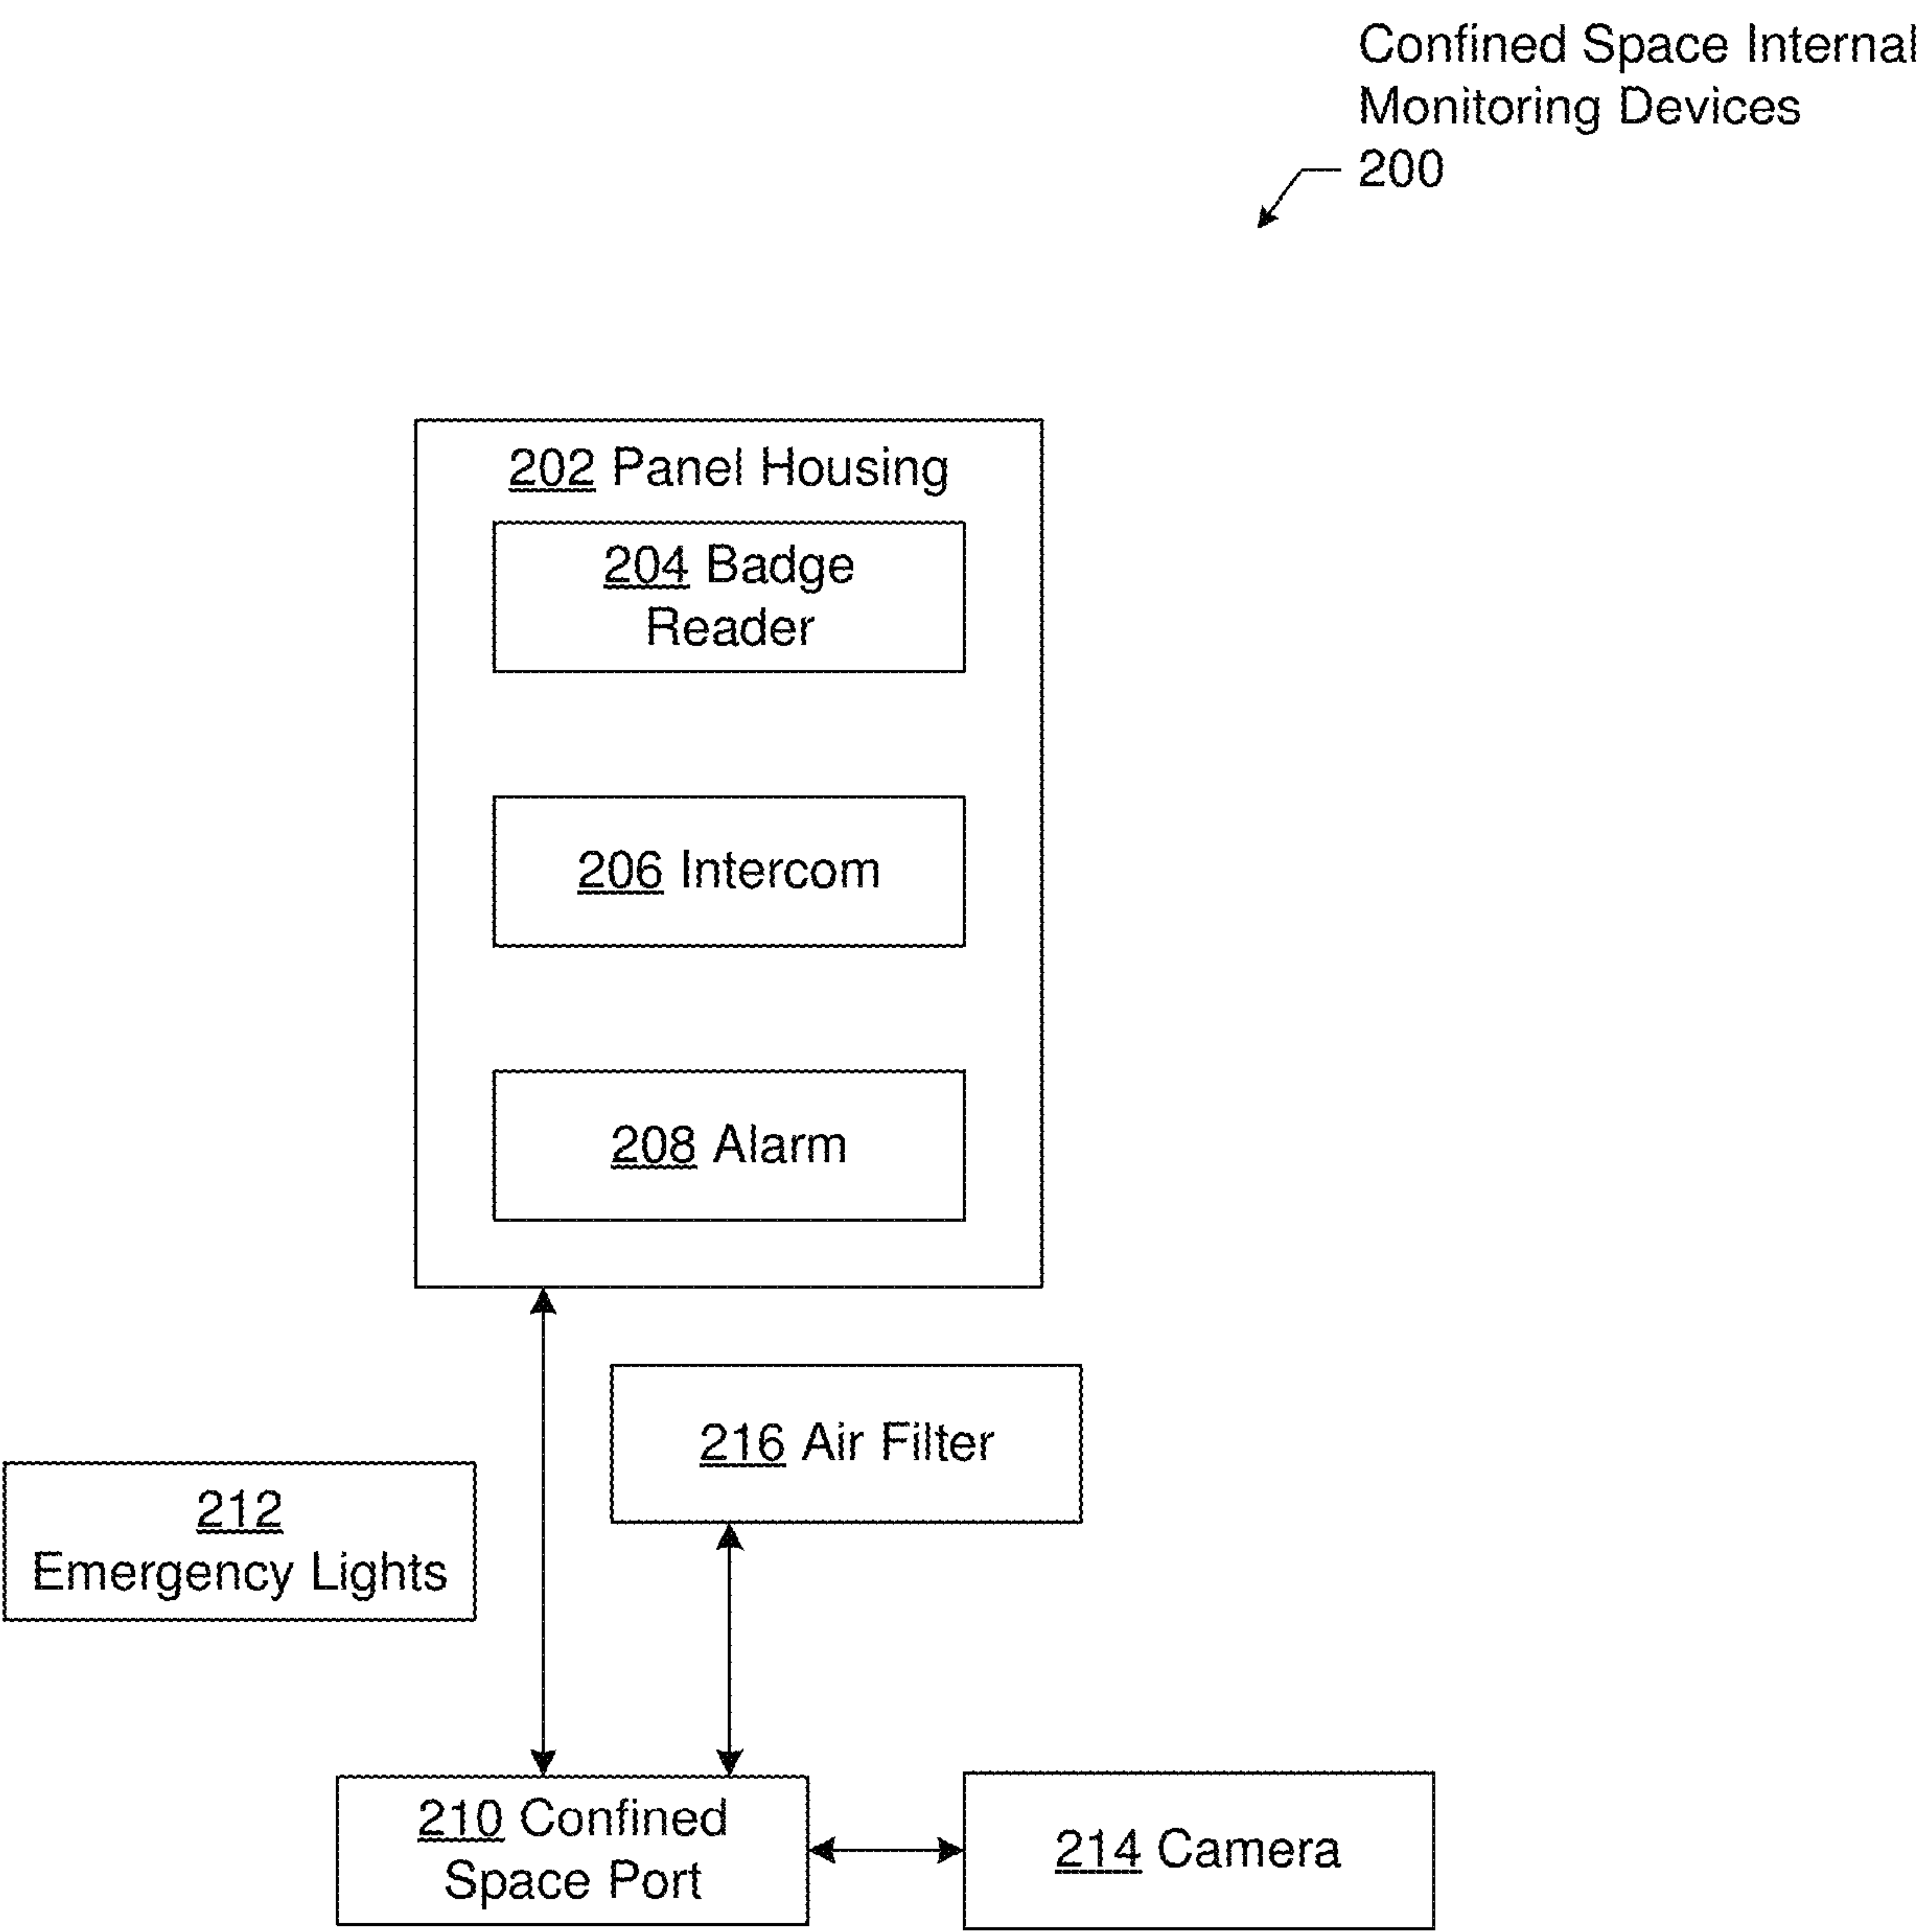 Confined Space Internal
Monitoring Devices
200
202 Panel Housing
204 Badge
Reader
206 Intercom
208 Alarm
216 Air Filter
212
Emergency Lights
210 Confined
Space Port
214 Camera